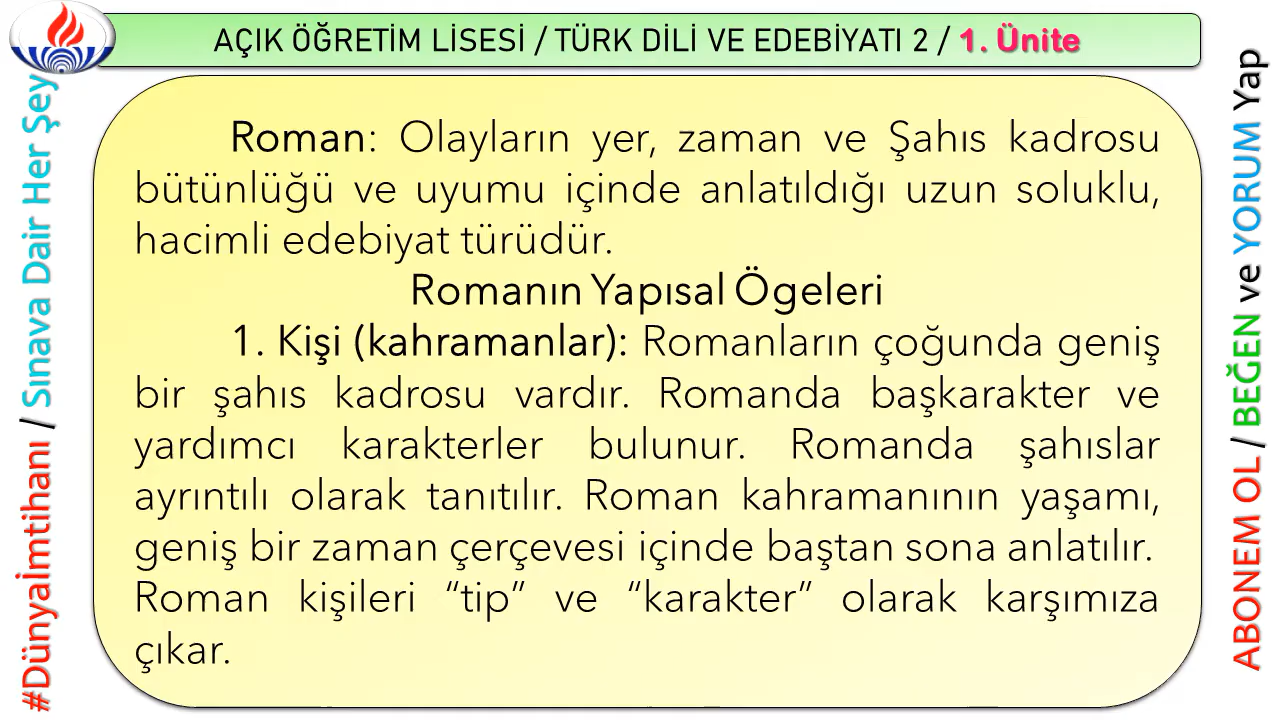 AÇIK ÖĞRETİM LİSESİ / TÜRK DİLİ VE EDEBİYATI 2 / 1. Ünite
#Dünyaİmtihanı / Sınava Dair Her Şey
Roman: Olayların yer, zaman ve Şahıs kadrosu
bütünlüğü ve uyumu içinde anlatıldığı uzun soluklu,
hacimli edebiyat türüdür.
Romanın Yapısal Ögeleri
1. Kişi (kahramanlar): Romanların çoğunda geniş
bir şahıs kadrosu vardır. Romanda başkarakter ve
yardımcı karakterler bulunur. Romanda şahıslar
ayrıntılı olarak tanıtılır. Roman kahramanının yaşamı,
geniş bir zaman çerçevesi içinde baştan sona anlatılır.
Roman kişileri “tip” ve “karakter” olarak karşımıza
çıkar.
ABONEM OL / BEĞEN ve YORUM Yap